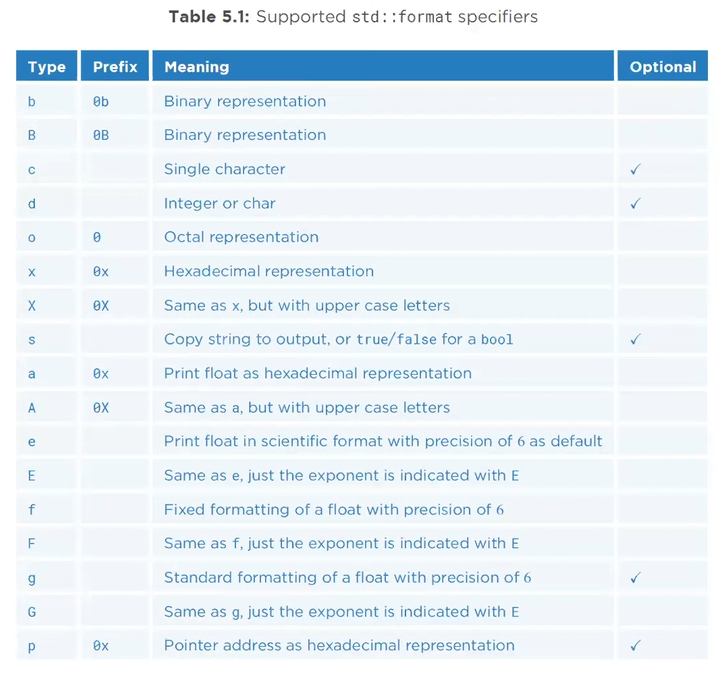 Table 5.1: Supported std::format specifiers
Type Prefix Meaning Optional
b 0b Binary representation
B 0B Binary representation
c Single character ✓
d Integer or char ✓
o 0 Octal representation
x 0x Hexadecimal representation
X 0X Same as x, but with upper case letters
s Copy string to output, or true/false for a bool ✓
a 0x Print float as hexadecimal representation
A 0X Same as a, but with upper case letters
e Print float in scientific format with precision of 6 as default
E Same as e, just the exponent is indicated with E
f Fixed formatting of a float with precision of 6
F Same as f, just the exponent is indicated with E
g Standard formatting of a float with precision of 6 ✓
G Same as g, just the exponent is indicated with E
p 0x Pointer address as hexadecimal representation ✓